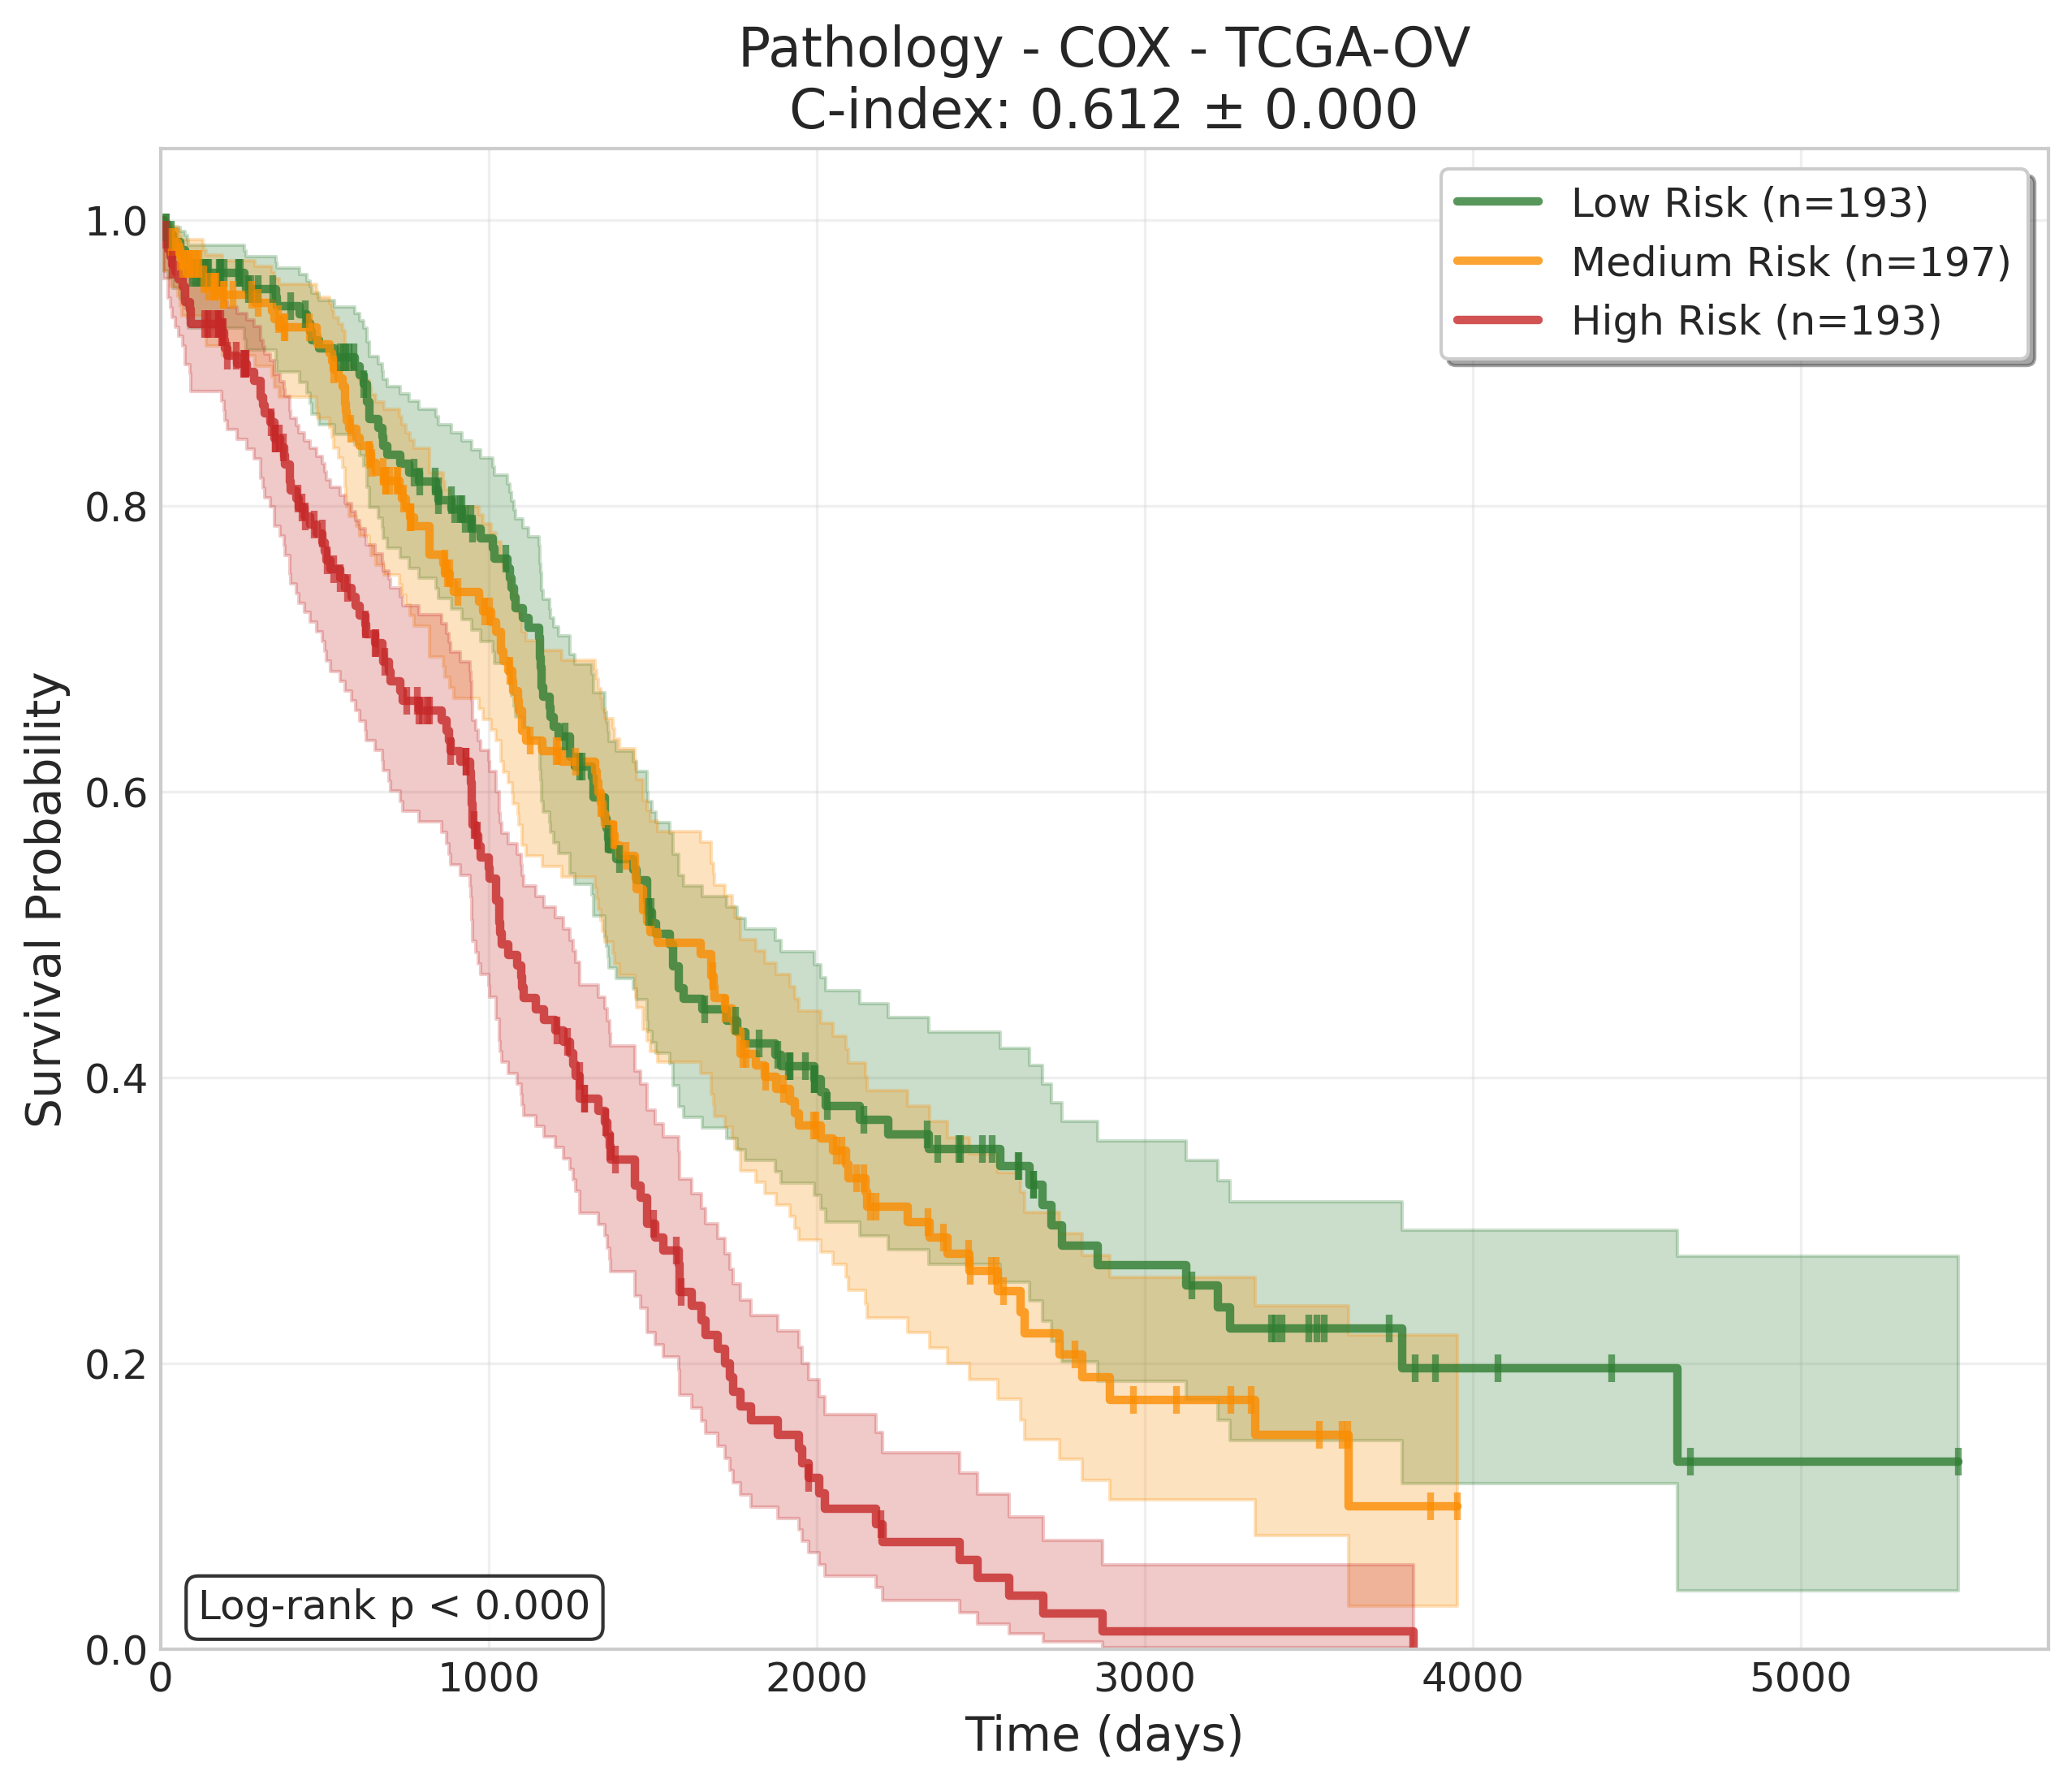 Pathology - COX - TCGA-OV
C-index: 0.612 ± 0.000
Low Risk (n=193)
Medium Risk (n=197)
High Risk (n=193)
Survival Probability
1.0
0.8
0.6
0.4
0.2
0.0
Log-rank p < 0.000
0 1000 2000 3000 4000 5000
Time (days)